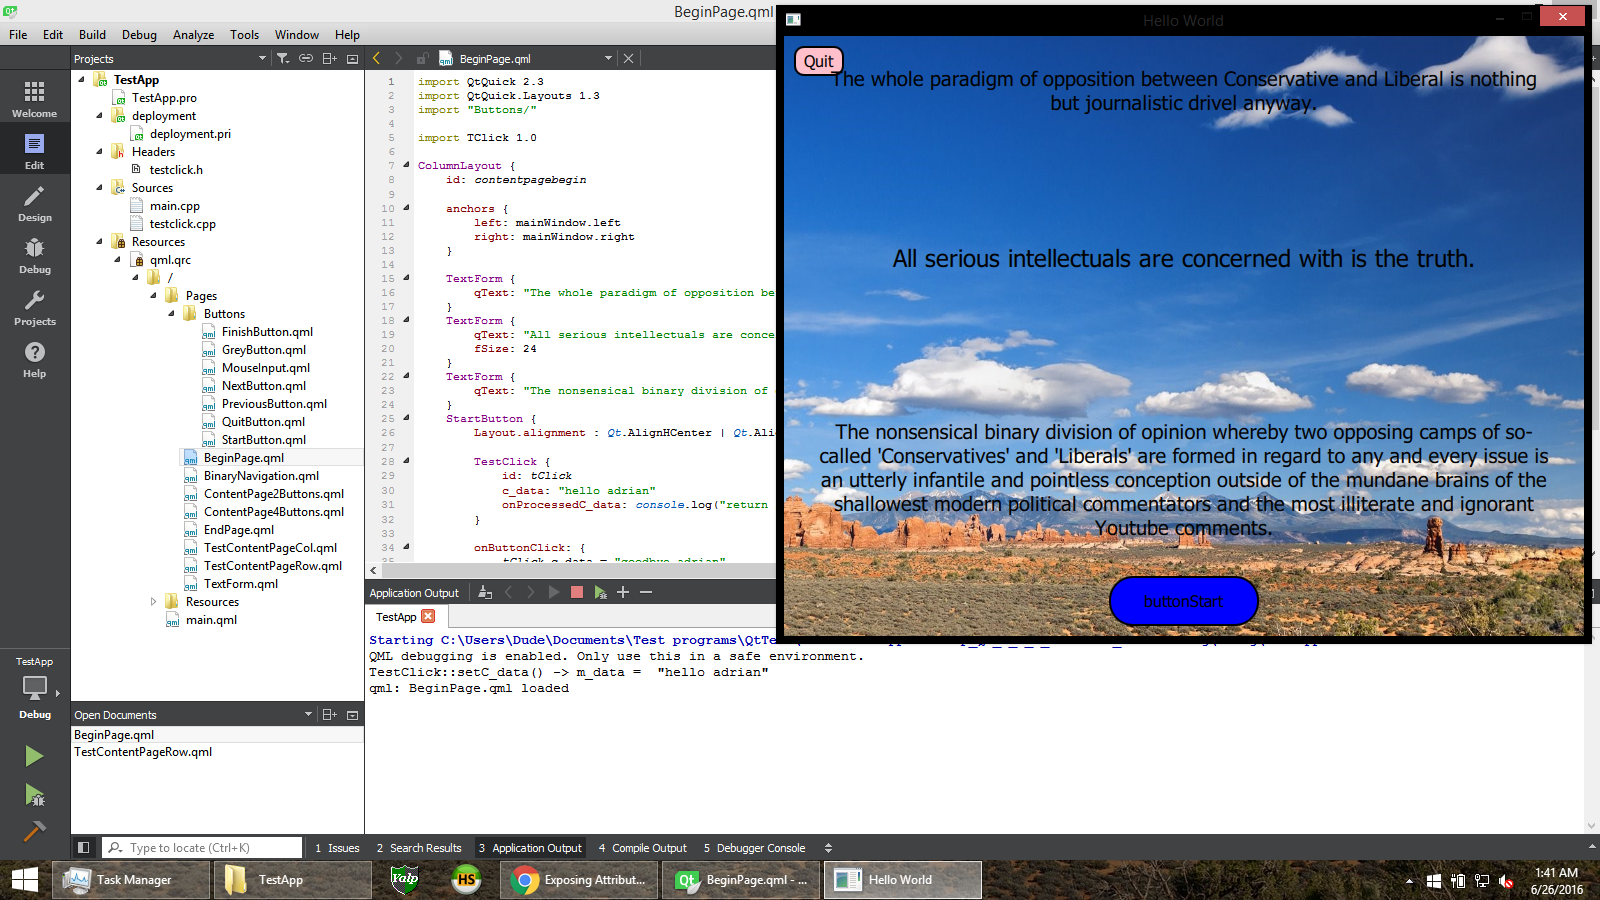 BeginPage.qml
File Edit Build Debug Analyze Tools Window Help
Projects
BeginPage.qml
Welcome
Edit
Design
Debug
Projects
Help
TestApp
Debug
TestApp
TestApp.pro
deployment
deployment.pri
Headers
testclick.h
Sources
main.cpp
testclick.cpp
Resources
qml.qrc
/
Pages
Buttons
FinishButton.qml
GreyButton.qml
MouseInput.qml
NextButton.qml
PreviousButton.qml
QuitButton.qml
StartButton.qml
BeginPage.qml
BinaryNavigation.qml
ContentPage2Buttons.qml
ContentPage4Buttons.qml
EndPage.qml
TestContentPageCol.qml
TestContentPageRow.qml
TextForm.qml
Resources
main.qml
Open Documents
BeginPage.qml
TestContentPageRow.qml
1 import QtQuick 2.3
2 import QtQuick.Layouts 1.3
3 import "Buttons/"
4
5 import TClick 1.0
6
7 ColumnLayout {
8 id: contentpagebegin
9
10 anchors {
11 left: mainWindow.left
12 right: mainWindow.right
13 }
14
15 TextForm {
16 qText: "The whole paradigm of opposition be
17 }
18 TextForm {
19 qText: "All serious intellectuals are conce
20 fSize: 24
21 }
22 TextForm {
23 qText: "The nonsensical binary division of
24 }
25 StartButton {
26 Layout.alignment : Qt.AlignHCenter | Qt.Ali
27
28 TestClick {
29 id: tClick
30 c_data: "hello adrian"
31 onProcessedC_data: console.log("return
32 }
33
34 onButtonClick: {
Application Output
TestApp
Starting C:\Users\Dude\Documents\Test programs\QtTe
QML debugging is enabled. Only use this in a safe environment.
TestClick::setC_data() -> m_data = "hello adrian"
qml: BeginPage.qml loaded
Hello World
Quit
The whole paradigm of opposition between Conservative and Liberal is nothing
but journalistic drivel anyway.
All serious intellectuals are concerned with is the truth.
The nonsensical binary division of opinion whereby two opposing camps of so-
called 'Conservatives' and 'Liberals' are formed in regard to any and every issue is
an utterly infantile and pointless conception outside of the mundane brains of the
shallowest modern political commentators and the most illiterate and ignorant
Youtube comments.
buttonStart
Type to locate (Ctrl+K)
1 Issues 2 Search Results 3 Application Output 4 Compile Output 5 Debugger Console
Task Manager
TestApp
Yalp
HS
Exposing Attribut...
Qt
BeginPage.qml - ...
Hello World
1:41 AM
6/26/2016